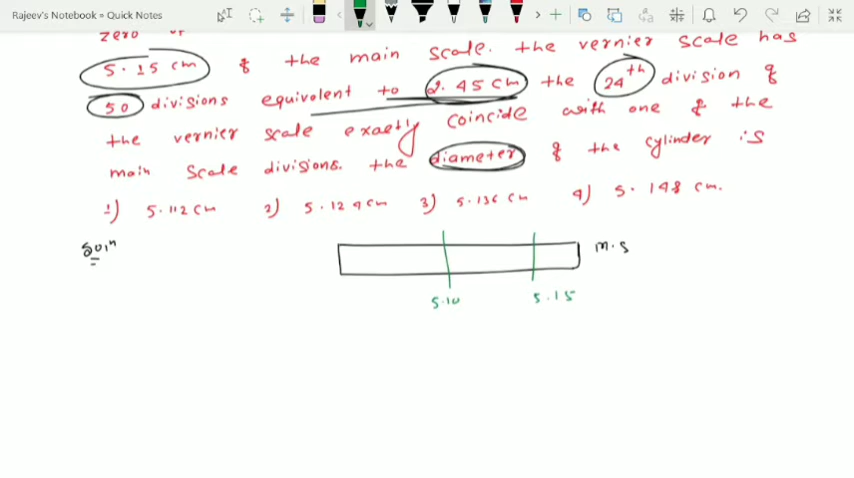 Rajeev's Notebook » Quick Notes
zero of
5.15 cm of the main scale. the vernier scale has
50 divisions equivalent to 2.45 cm the 24th division of
the vernier scale exactly coincide with one of the
main scale divisions. the diameter of the cylinder is
1) 5.112 cm 2) 5.124 cm 3) 5.136 cm 4) 5.148 cm.
Soln
M.S
5.10 5.15